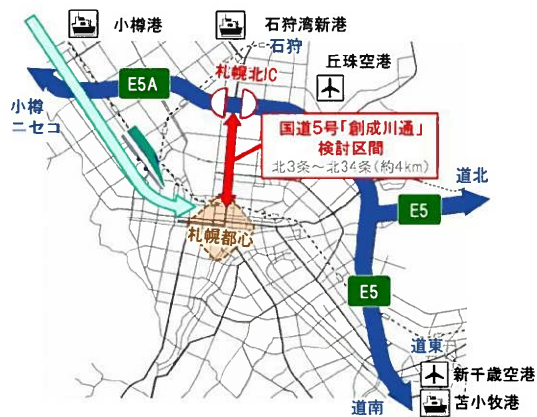 小樽港
石狩湾新港
石狩
札幌北IC
丘珠空港
E5A
小樽
ニセコ
国道5号「創成川通」
検討区間
北3条～北34条(約4km)
道北
E5
札幌都心
E5
道東
新千歳空港
苫小牧港
道南